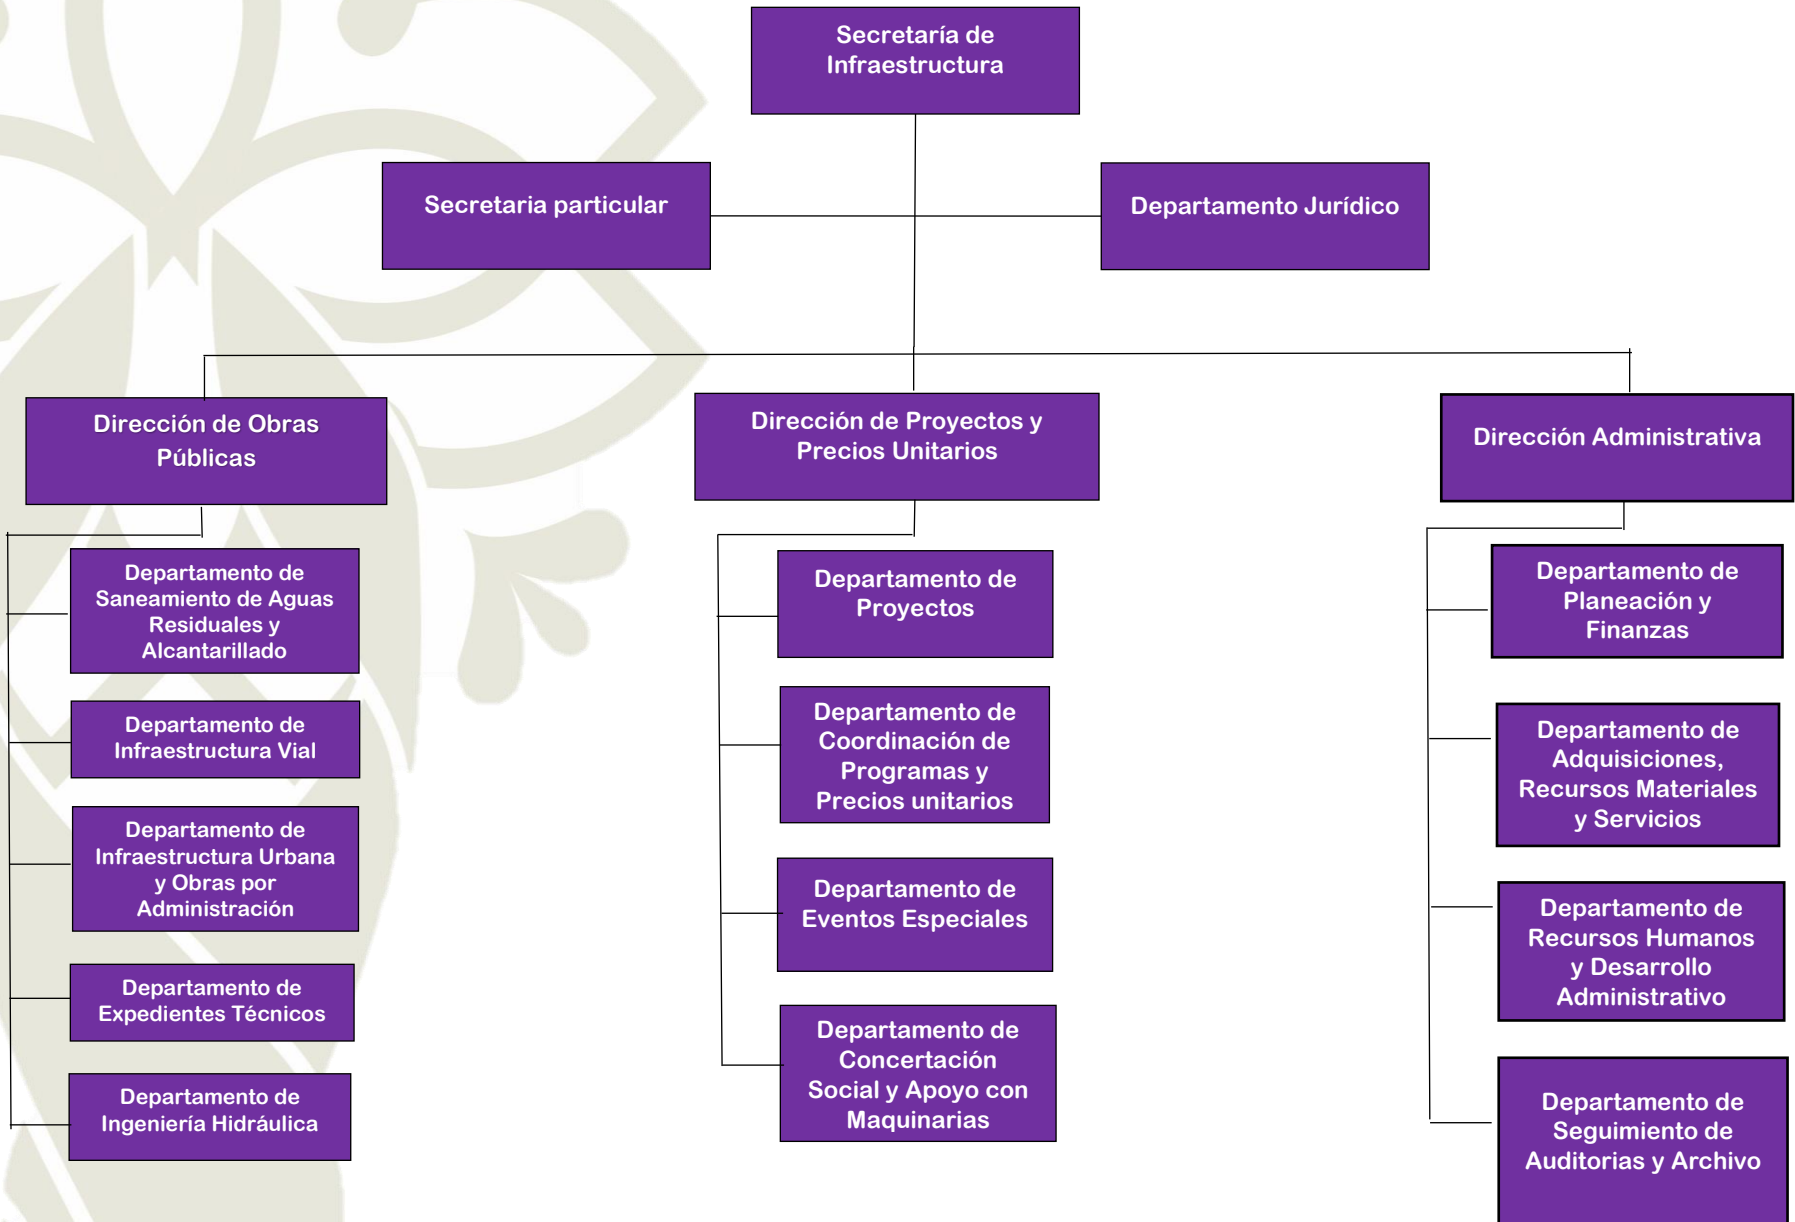 Secretaría de
Infraestructura
Secretaria particular
Departamento Jurídico
Dirección de Obras
Públicas
Dirección de Proyectos y
Precios Unitarios
Dirección Administrativa
Departamento de
Saneamiento de Aguas
Residuales y
Alcantarillado
Departamento de
Infraestructura Vial
Departamento de
Infraestructura Urbana
y Obras por
Administración
Departamento de
Expedientes Técnicos
Departamento de
Ingeniería Hidráulica
Departamento de
Proyectos
Departamento de
Coordinación de
Programas y
Precios unitarios
Departamento de
Eventos Especiales
Departamento de
Concertación
Social y Apoyo con
Maquinarias
Departamento de
Planeación y
Finanzas
Departamento de
Adquisiciones,
Recursos Materiales
y Servicios
Departamento de
Recursos Humanos
y Desarrollo
Administrativo
Departamento de
Seguimiento de
Auditorias y Archivo